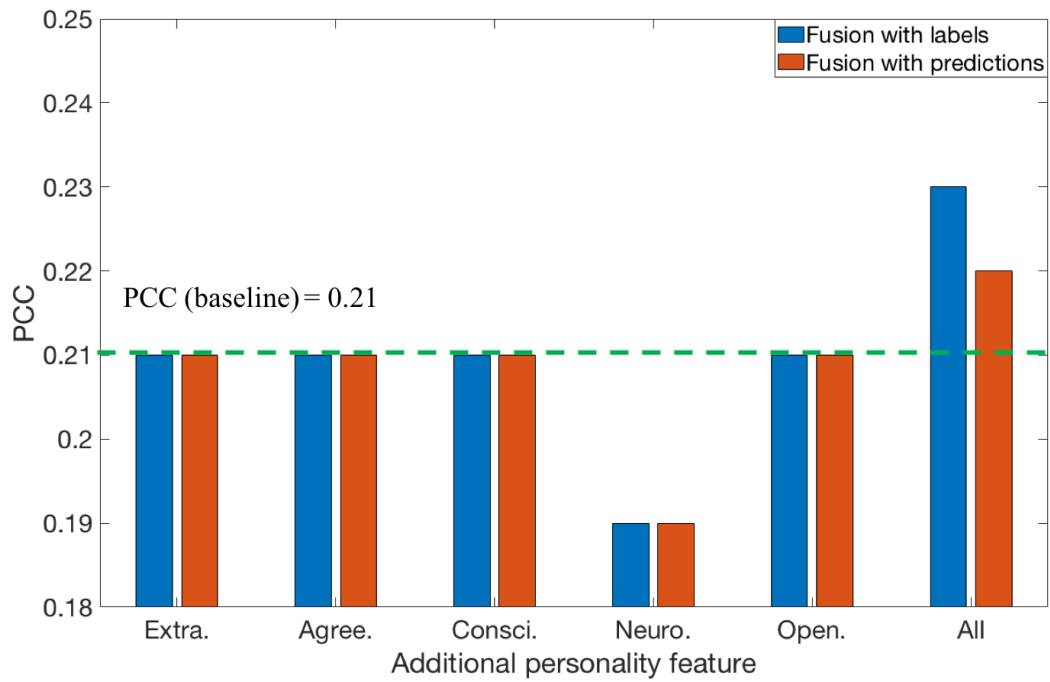 0.25
Fusion with labels
Fusion with predictions
0.24
0.23
0.22
PCC (baseline) = 0.21
0.21
0.2
0.19
0.18
PCC
Extra. Agree. Consci. Neuro. Open. All
Additional personality feature